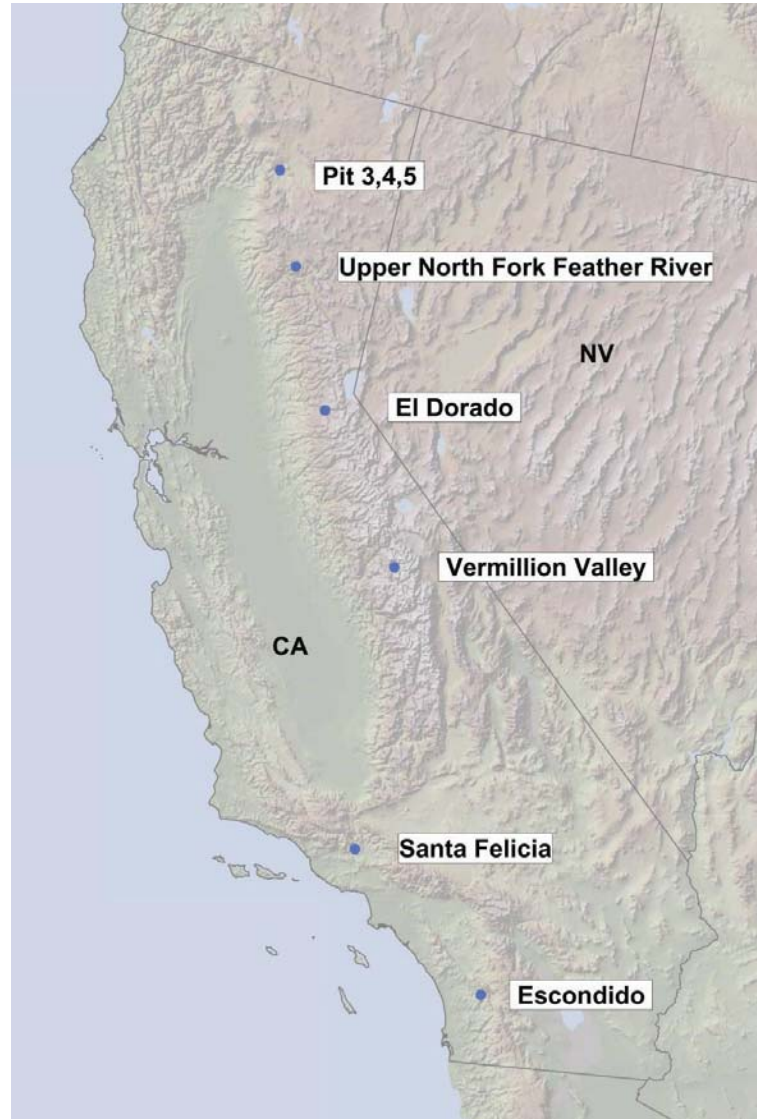 Pit 3,4,5
Upper North Fork Feather River
NV
El Dorado
Vermillion Valley
CA
Santa Felicia
Escondido